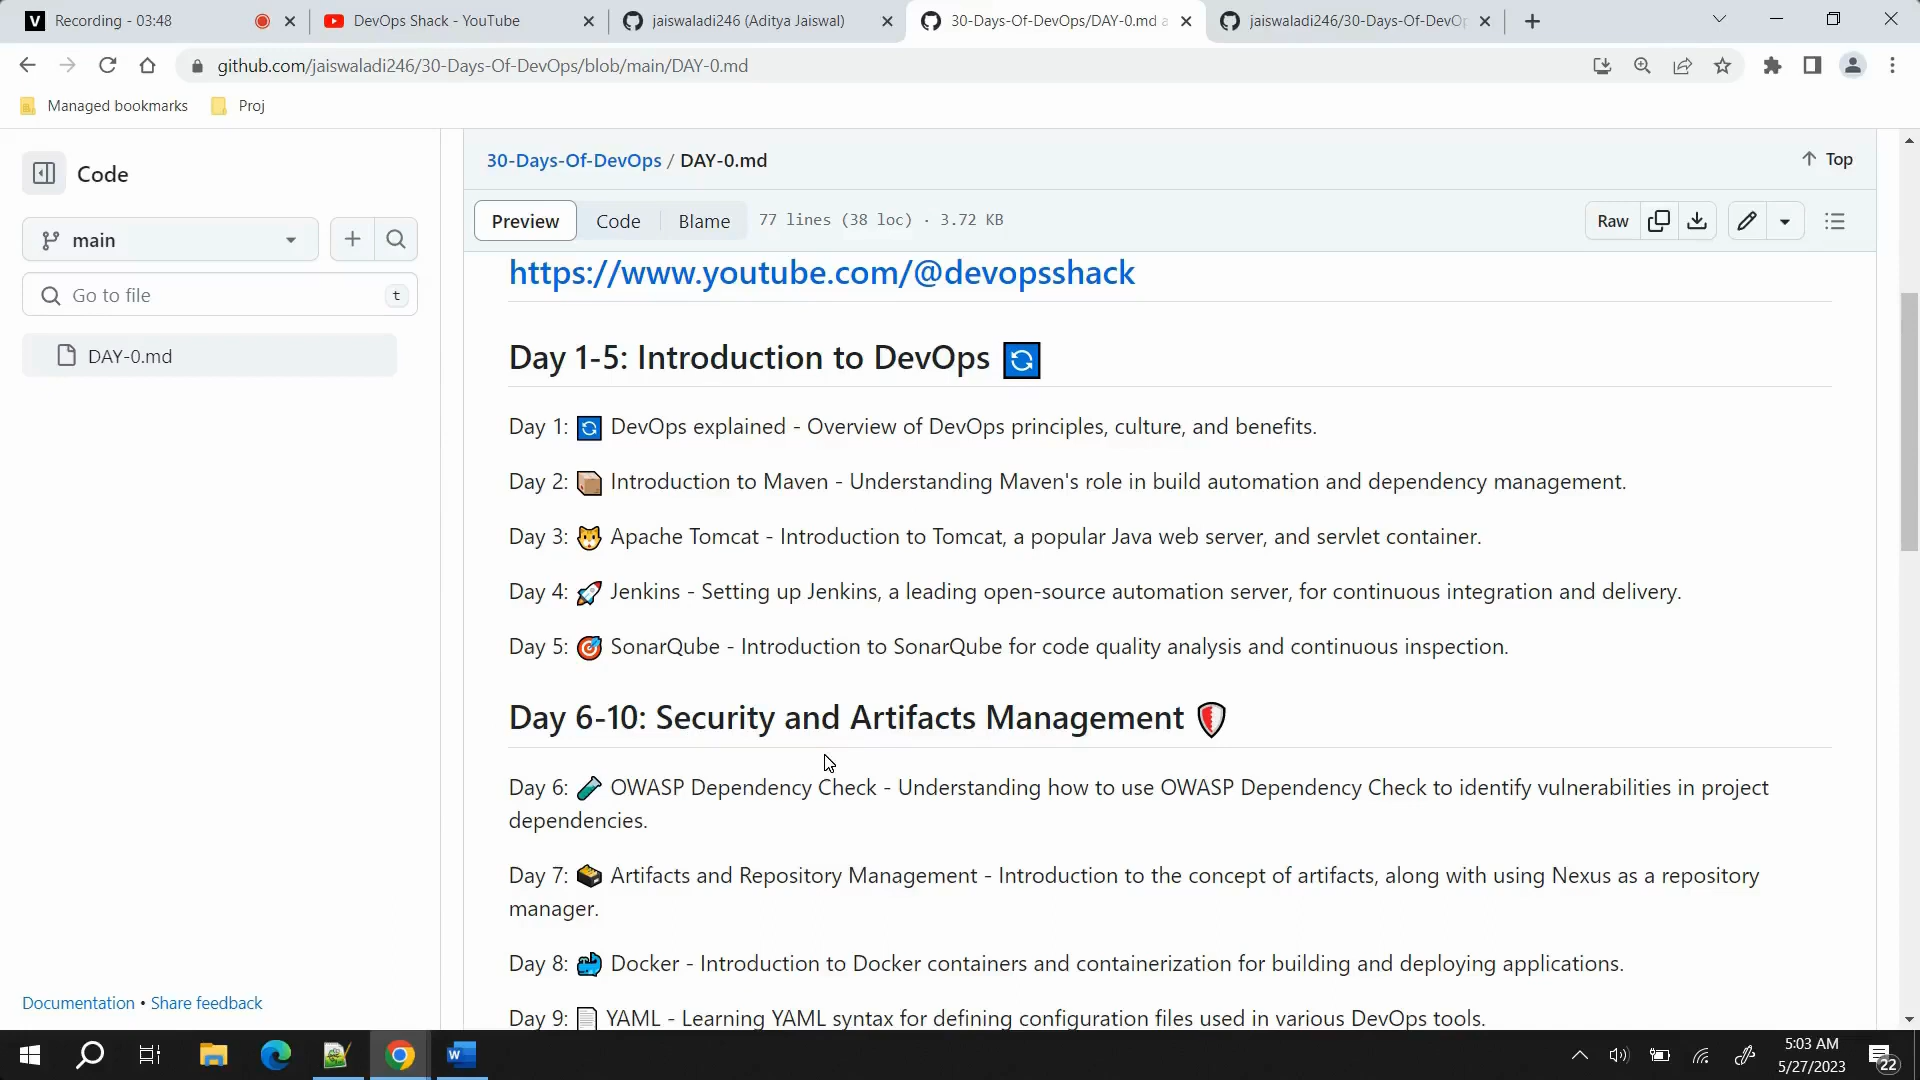 Recording - 03:48
DevOps Shack - YouTube
jaiswaladi246 (Aditya Jaiswal)
30-Days-Of-DevOps/DAY-0.md a
jaiswaladi246/30-Days-Of-DevOp
github.com/jaiswaladi246/30-Days-Of-DevOps/blob/main/DAY-0.md
Managed bookmarks
Proj
Code
main
Go to file
t
DAY-0.md
Documentation • Share feedback
30-Days-Of-DevOps / DAY-0.md
Top
Preview
Code
Blame
77 lines (38 loc) · 3.72 KB
Raw
https://www.youtube.com/@devopsshack
Day 1-5: Introduction to DevOps 🔄
Day 1: 🔄 DevOps explained - Overview of DevOps principles, culture, and benefits.
Day 2: 📦 Introduction to Maven - Understanding Maven's role in build automation and dependency management.
Day 3: 🐱 Apache Tomcat - Introduction to Tomcat, a popular Java web server, and servlet container.
Day 4: 🚀 Jenkins - Setting up Jenkins, a leading open-source automation server, for continuous integration and delivery.
Day 5: 🎯 SonarQube - Introduction to SonarQube for code quality analysis and continuous inspection.
Day 6-10: Security and Artifacts Management 🛡️
Day 6: 🧪 OWASP Dependency Check - Understanding how to use OWASP Dependency Check to identify vulnerabilities in project
dependencies.
Day 7: 🗃️ Artifacts and Repository Management - Introduction to the concept of artifacts, along with using Nexus as a repository
manager.
Day 8: 🐳 Docker - Introduction to Docker containers and containerization for building and deploying applications.
Day 9: 📄 YAML - Learning YAML syntax for defining configuration files used in various DevOps tools.
5:03 AM
5/27/2023
22